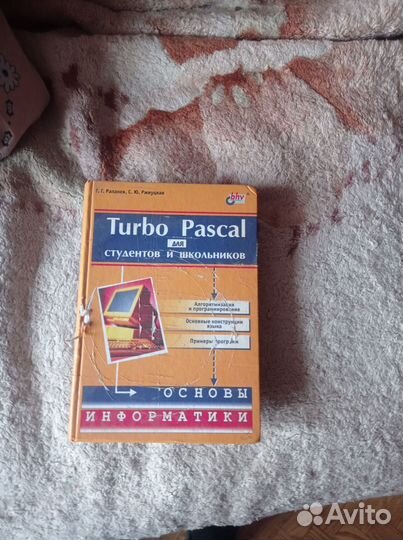 Г. Г. Рапаков, С. Ю. Ржеуцкая
bhv
Turbo Pascal
для
студентов и школьников
Алгоритмизация
и программирование
Основные конструкции
языка
Примеры программ
ОСНОВЫ
ИНФОРМАТИКИ
Avito